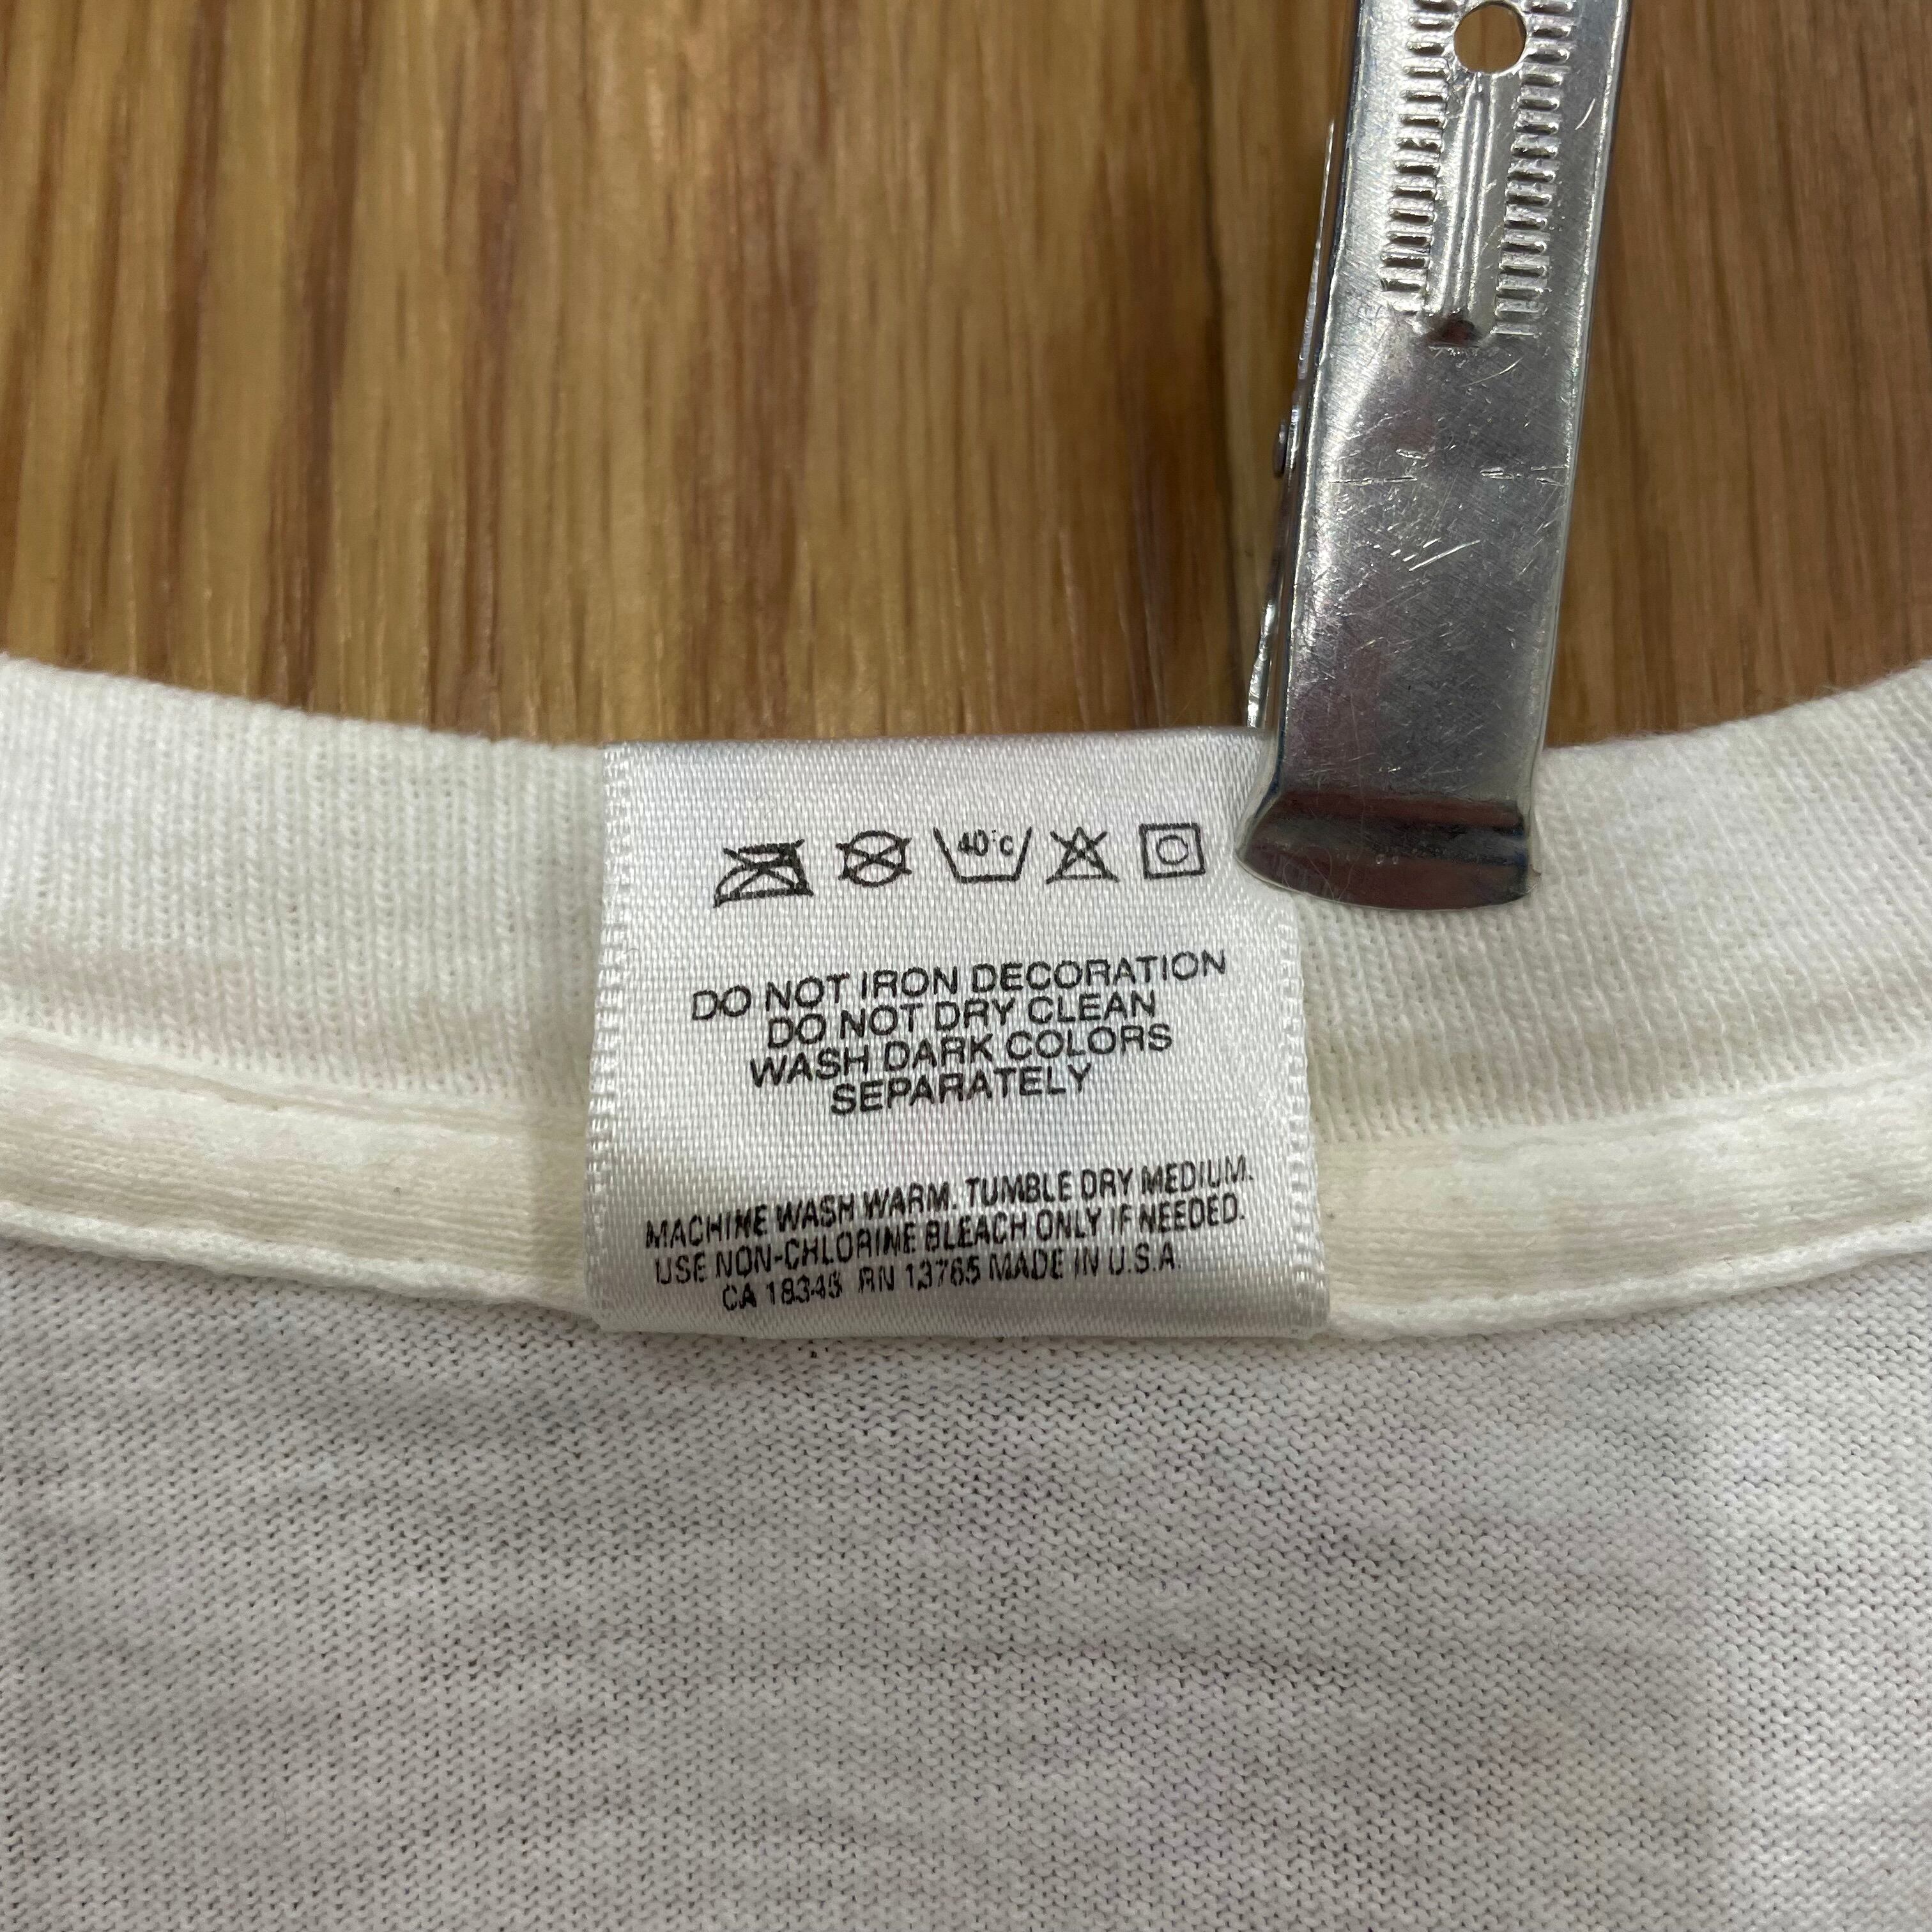 40°C
DO NOT IRON DECORATION
DO NOT DRY CLEAN
WASH DARK COLORS
SEPARATELY
MACHINE WASH WARM. TUMBLE DRY MEDIUM.
USE NON-CHLORINE BLEACH ONLY IF NEEDED.
CA 18345 RN 13765 MADE IN U.S.A.